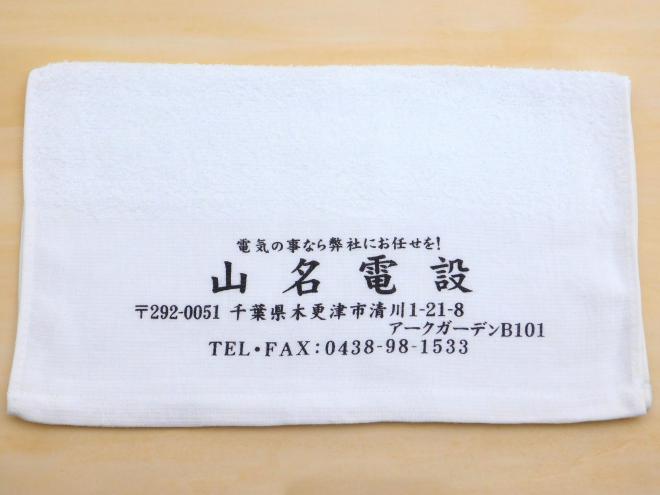 電気の事なら弊社にお任せを!
山名電設
〒292-0051 千葉県木更津市清川1-21-8
アークガーデンB101
TEL・FAX:0438-98-1533